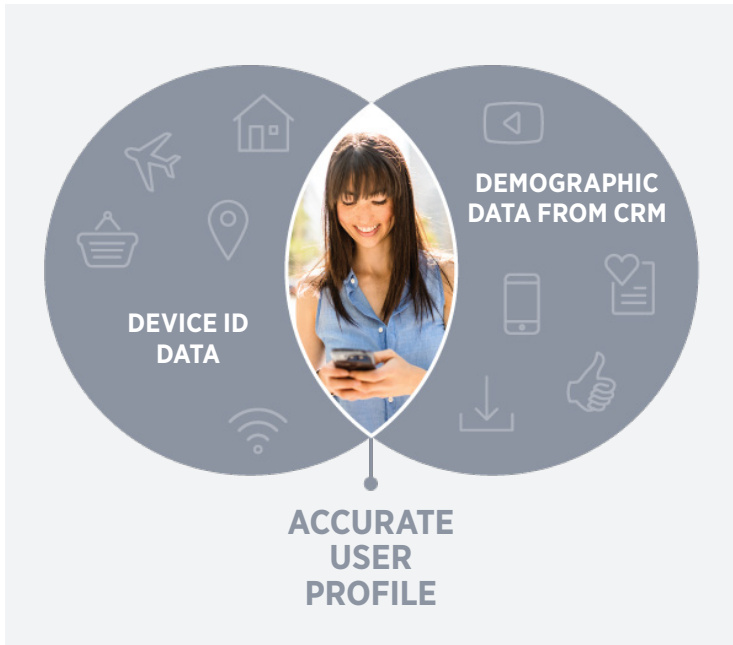 DEMOGRAPHIC
DATA FROM CRM
DEVICE ID
DATA
ACCURATE
USER
PROFILE